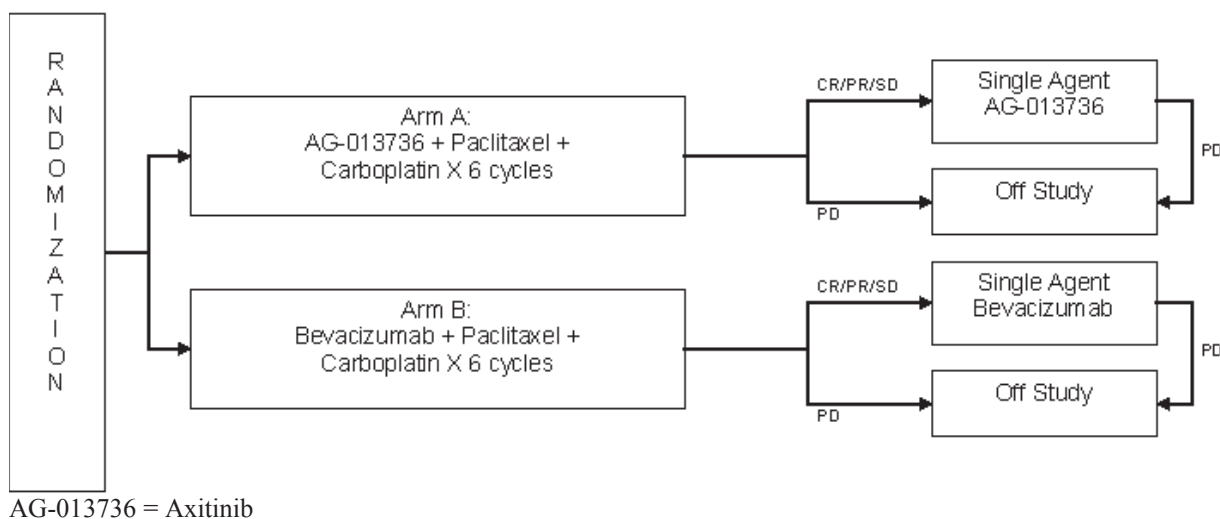 RANDOMIZATION
Arm A:
AG-013736 + Paclitaxel +
Carboplatin X 6 cycles
CR/PR/SD
Single Agent
AG-013736
PD
Off Study
PD
Arm B:
Bevacizumab + Paclitaxel +
Carboplatin X 6 cycles
CR/PR/SD
Single Agent
Bevacizumab
PD
Off Study
PD
AG-013736 = Axitinib